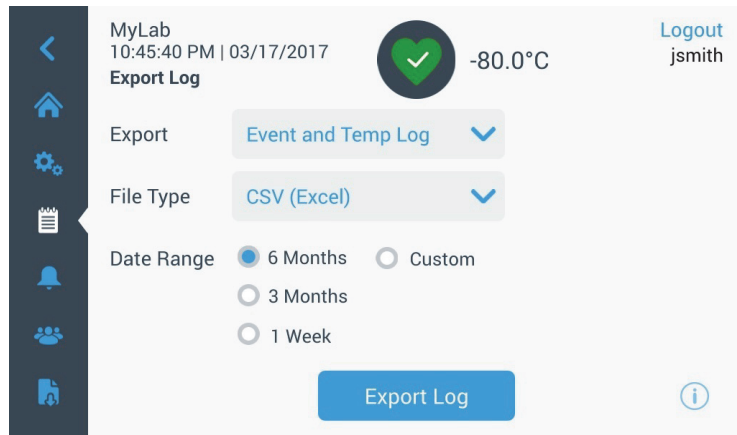 MyLab
10:45:40 PM | 03/17/2017
Export Log
-80.0°C
Logout
jsmith
Export Event and Temp Log
File Type CSV (Excel)
Date Range 6 Months Custom
3 Months
1 Week
Export Log
i